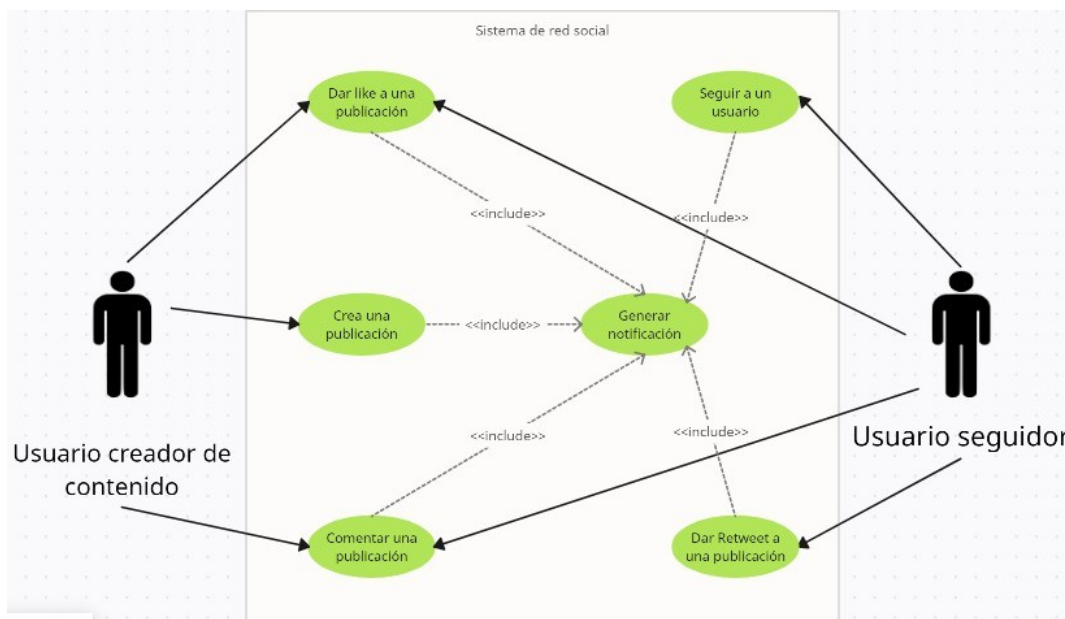 Sistema de red social
Dar like a una
publicación
Seguir a un
usuario
<<include>>
<<include>>
Crea una
publicación
<<include>>
Generar
notificación
Usuario creador de
contenido
Usuario seguidor
<<include>>
<<include>>
Comentar una
publicación
Dar Retweet a
una publicación